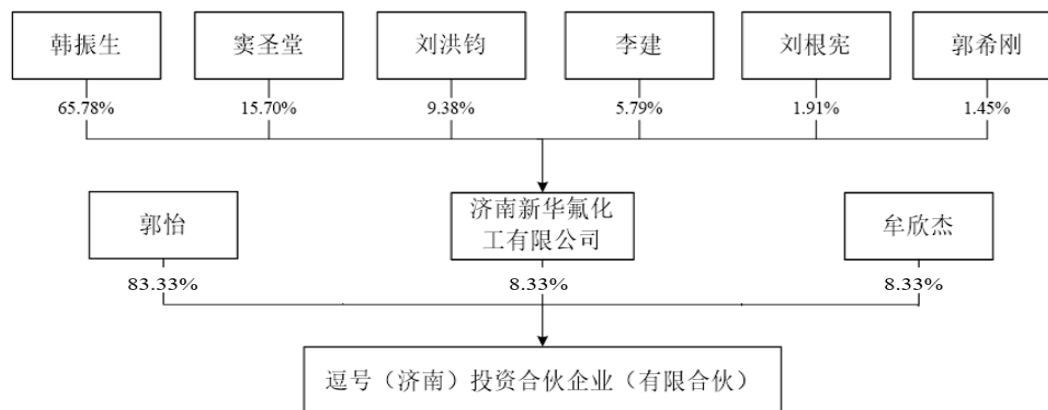 韩振生 窦圣堂 刘洪钧 李建 刘根宪 郭希刚
65.78% 15.70% 9.38% 5.79% 1.91% 1.45%
郭怡
济南新华氟化
工有限公司
牟欣杰
83.33% 8.33% 8.33%
逗号（济南）投资合伙企业（有限合伙）